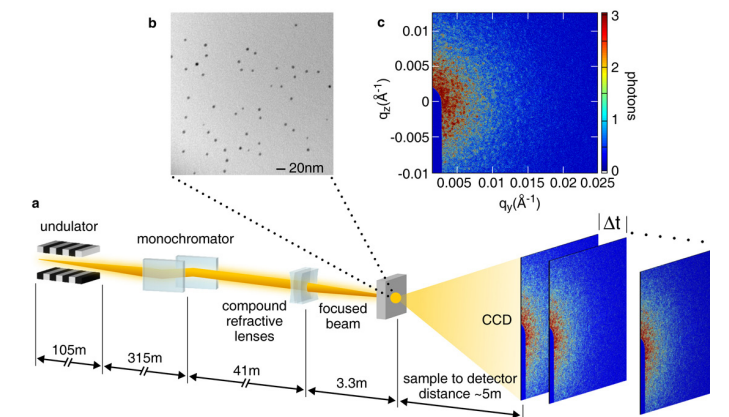 b
20nm
c
0.01
0.005
0
-0.005
-0.01
qz(Å-1)
0.005
0.01
0.015
0.02
0.025
qy(Å-1)
3
2
1
0
photons
a
undulator
monochromator
compound
refractive
lenses
focused
beam
CCD
Δt
105m
315m
41m
3.3m
sample to detector
distance ~5m